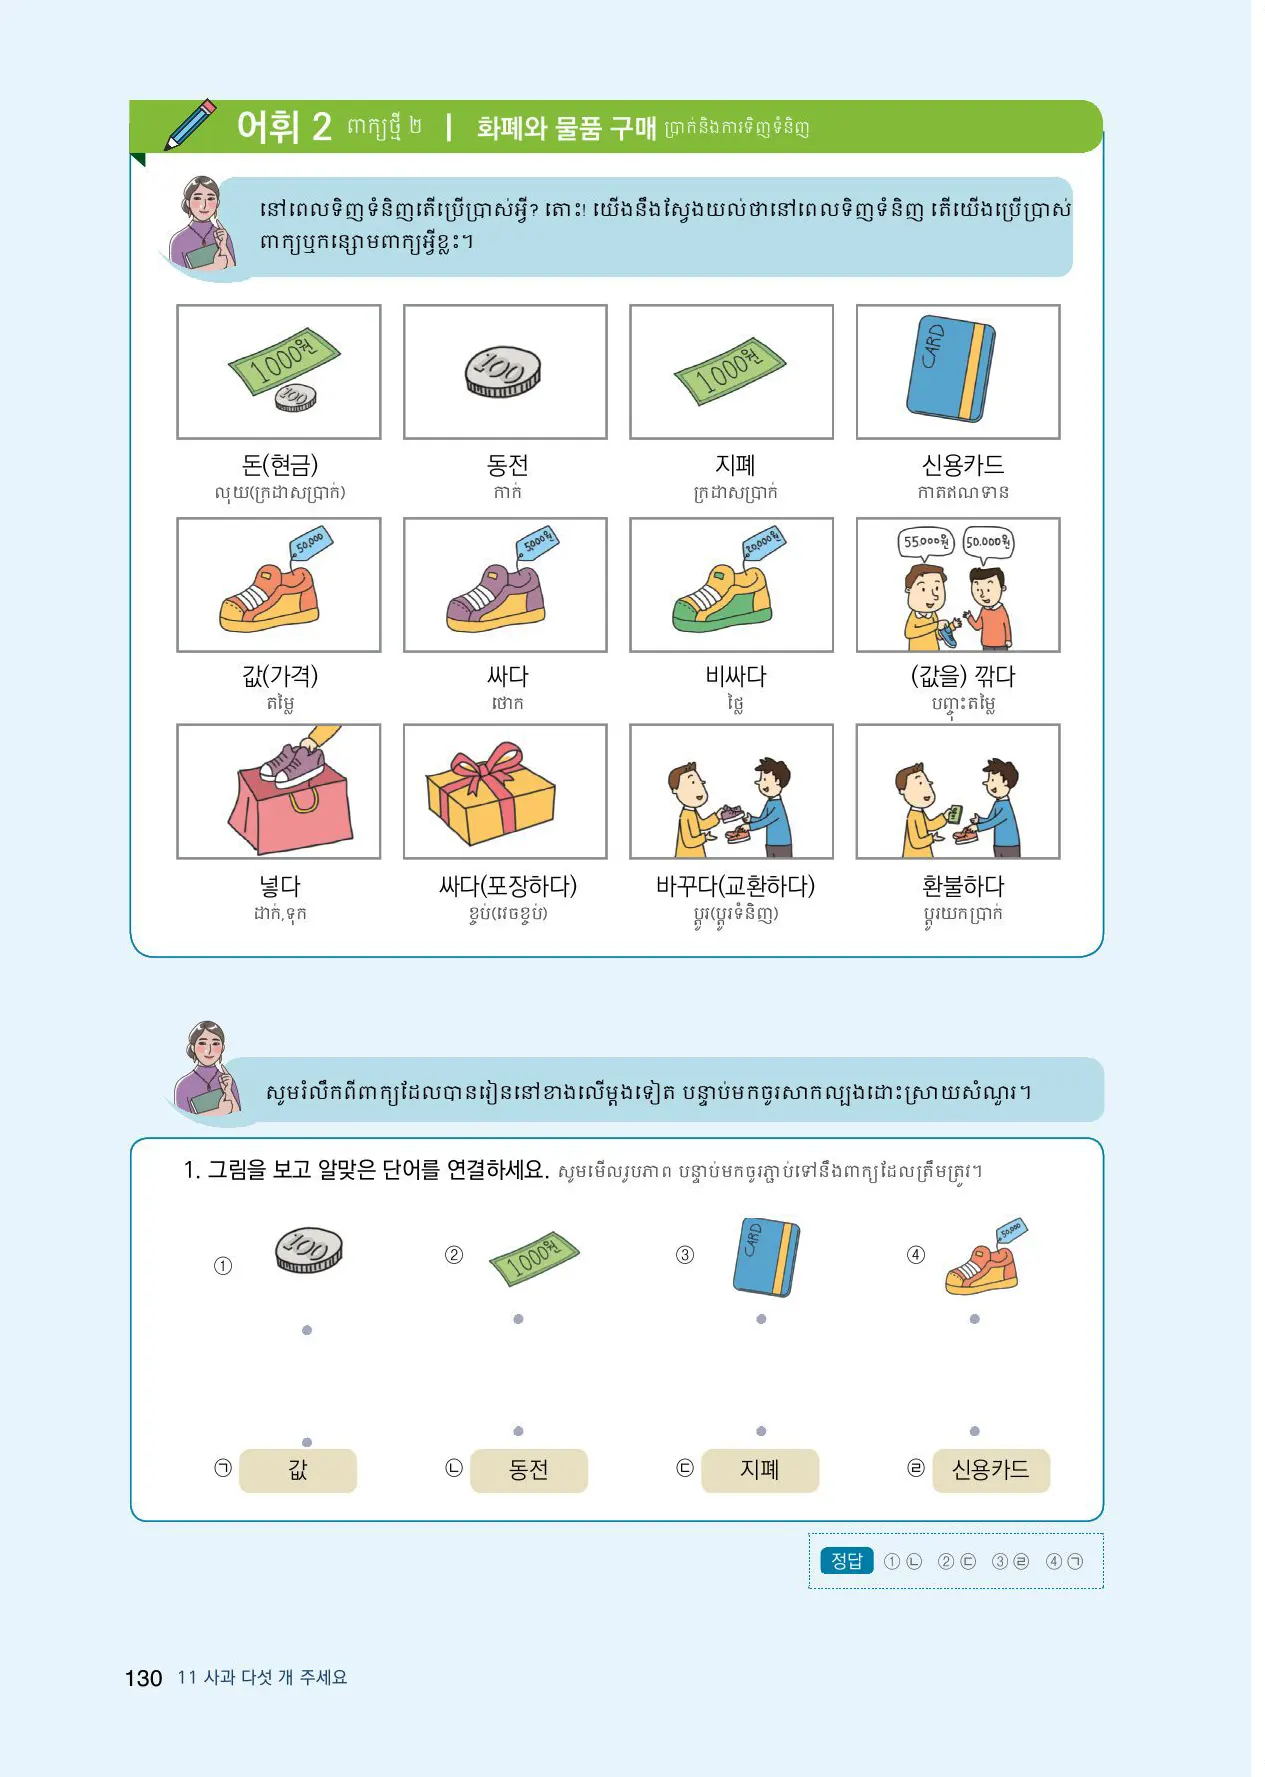 어휘 2 ពាក្យថ្មី ២ | 화폐와 물품 구매 ប្រាក់និងការទិញទំនិញ
នៅពេលទិញទំនិញតើប្រើប្រាស់អ្វី? តោះ! យើងនឹងស្វែងយល់ថានៅពេលទិញទំនិញ តើយើងប្រើប្រាស់
ពាក្យឬកន្សោមពាក្យអ្វីខ្លះ។
1000원 100
100
1000원
CARD
돈(현금) 동전 지폐 신용카드
លុយ(ក្រដាសប្រាក់) កាក់ ក្រដាសប្រាក់ កាតឥណទាន
50,000
5,000원
20,000원
55.000원 50.000원
값(가격) 싸다 비싸다 (값을) 깎다
តម្លៃ ថោក ថ្លៃ បញ្ចុះតម្លៃ
넣다 싸다(포장하다) 바꾸다(교환하다) 환불하다
ដាក់,ទុក ខ្ចប់(វេចខ្ចប់) ប្ដូរ(ប្ដូរទំនិញ) ប្ដូរយកប្រាក់
សូមរំលឹកពីពាក្យដែលបានរៀននៅខាងលើម្ដងទៀត បន្ទាប់មកចូរសាកល្បងដោះស្រាយសំណួរ។
1. 그림을 보고 알맞은 단어를 연결하세요. សូមមើលរូបភាព បន្ទាប់មកចូរភ្ជាប់ទៅនឹងពាក្យដែលត្រឹមត្រូវ។
① 100 ② 1000원 ③ CARD ④ 50,000
㉠ 값 ㉡ 동전 ㉢ 지폐 ㉣ 신용카드
정답 ①㉡ ②㉢ ③㉣ ④㉠
130 11 사과 다섯 개 주세요